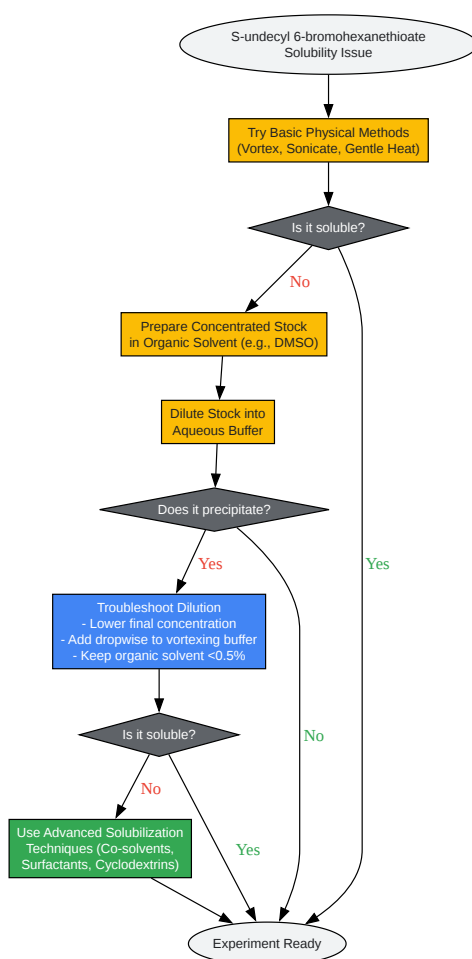 S-undecyl 6-bromohexanethioate
Solubility Issue
Try Basic Physical Methods
(Vortex, Sonicate, Gentle Heat)
Is it soluble?
No
Prepare Concentrated Stock
in Organic Solvent (e.g., DMSO)
Dilute Stock into
Aqueous Buffer
Does it precipitate?
Yes
Yes
Troubleshoot Dilution
- Lower final concentration
- Add dropwise to vortexing buffer
- Keep organic solvent <0.5%
Is it soluble?
No
No
Yes
Use Advanced Solubilization
Techniques (Co-solvents,
Surfactants, Cyclodextrins)
Experiment Ready